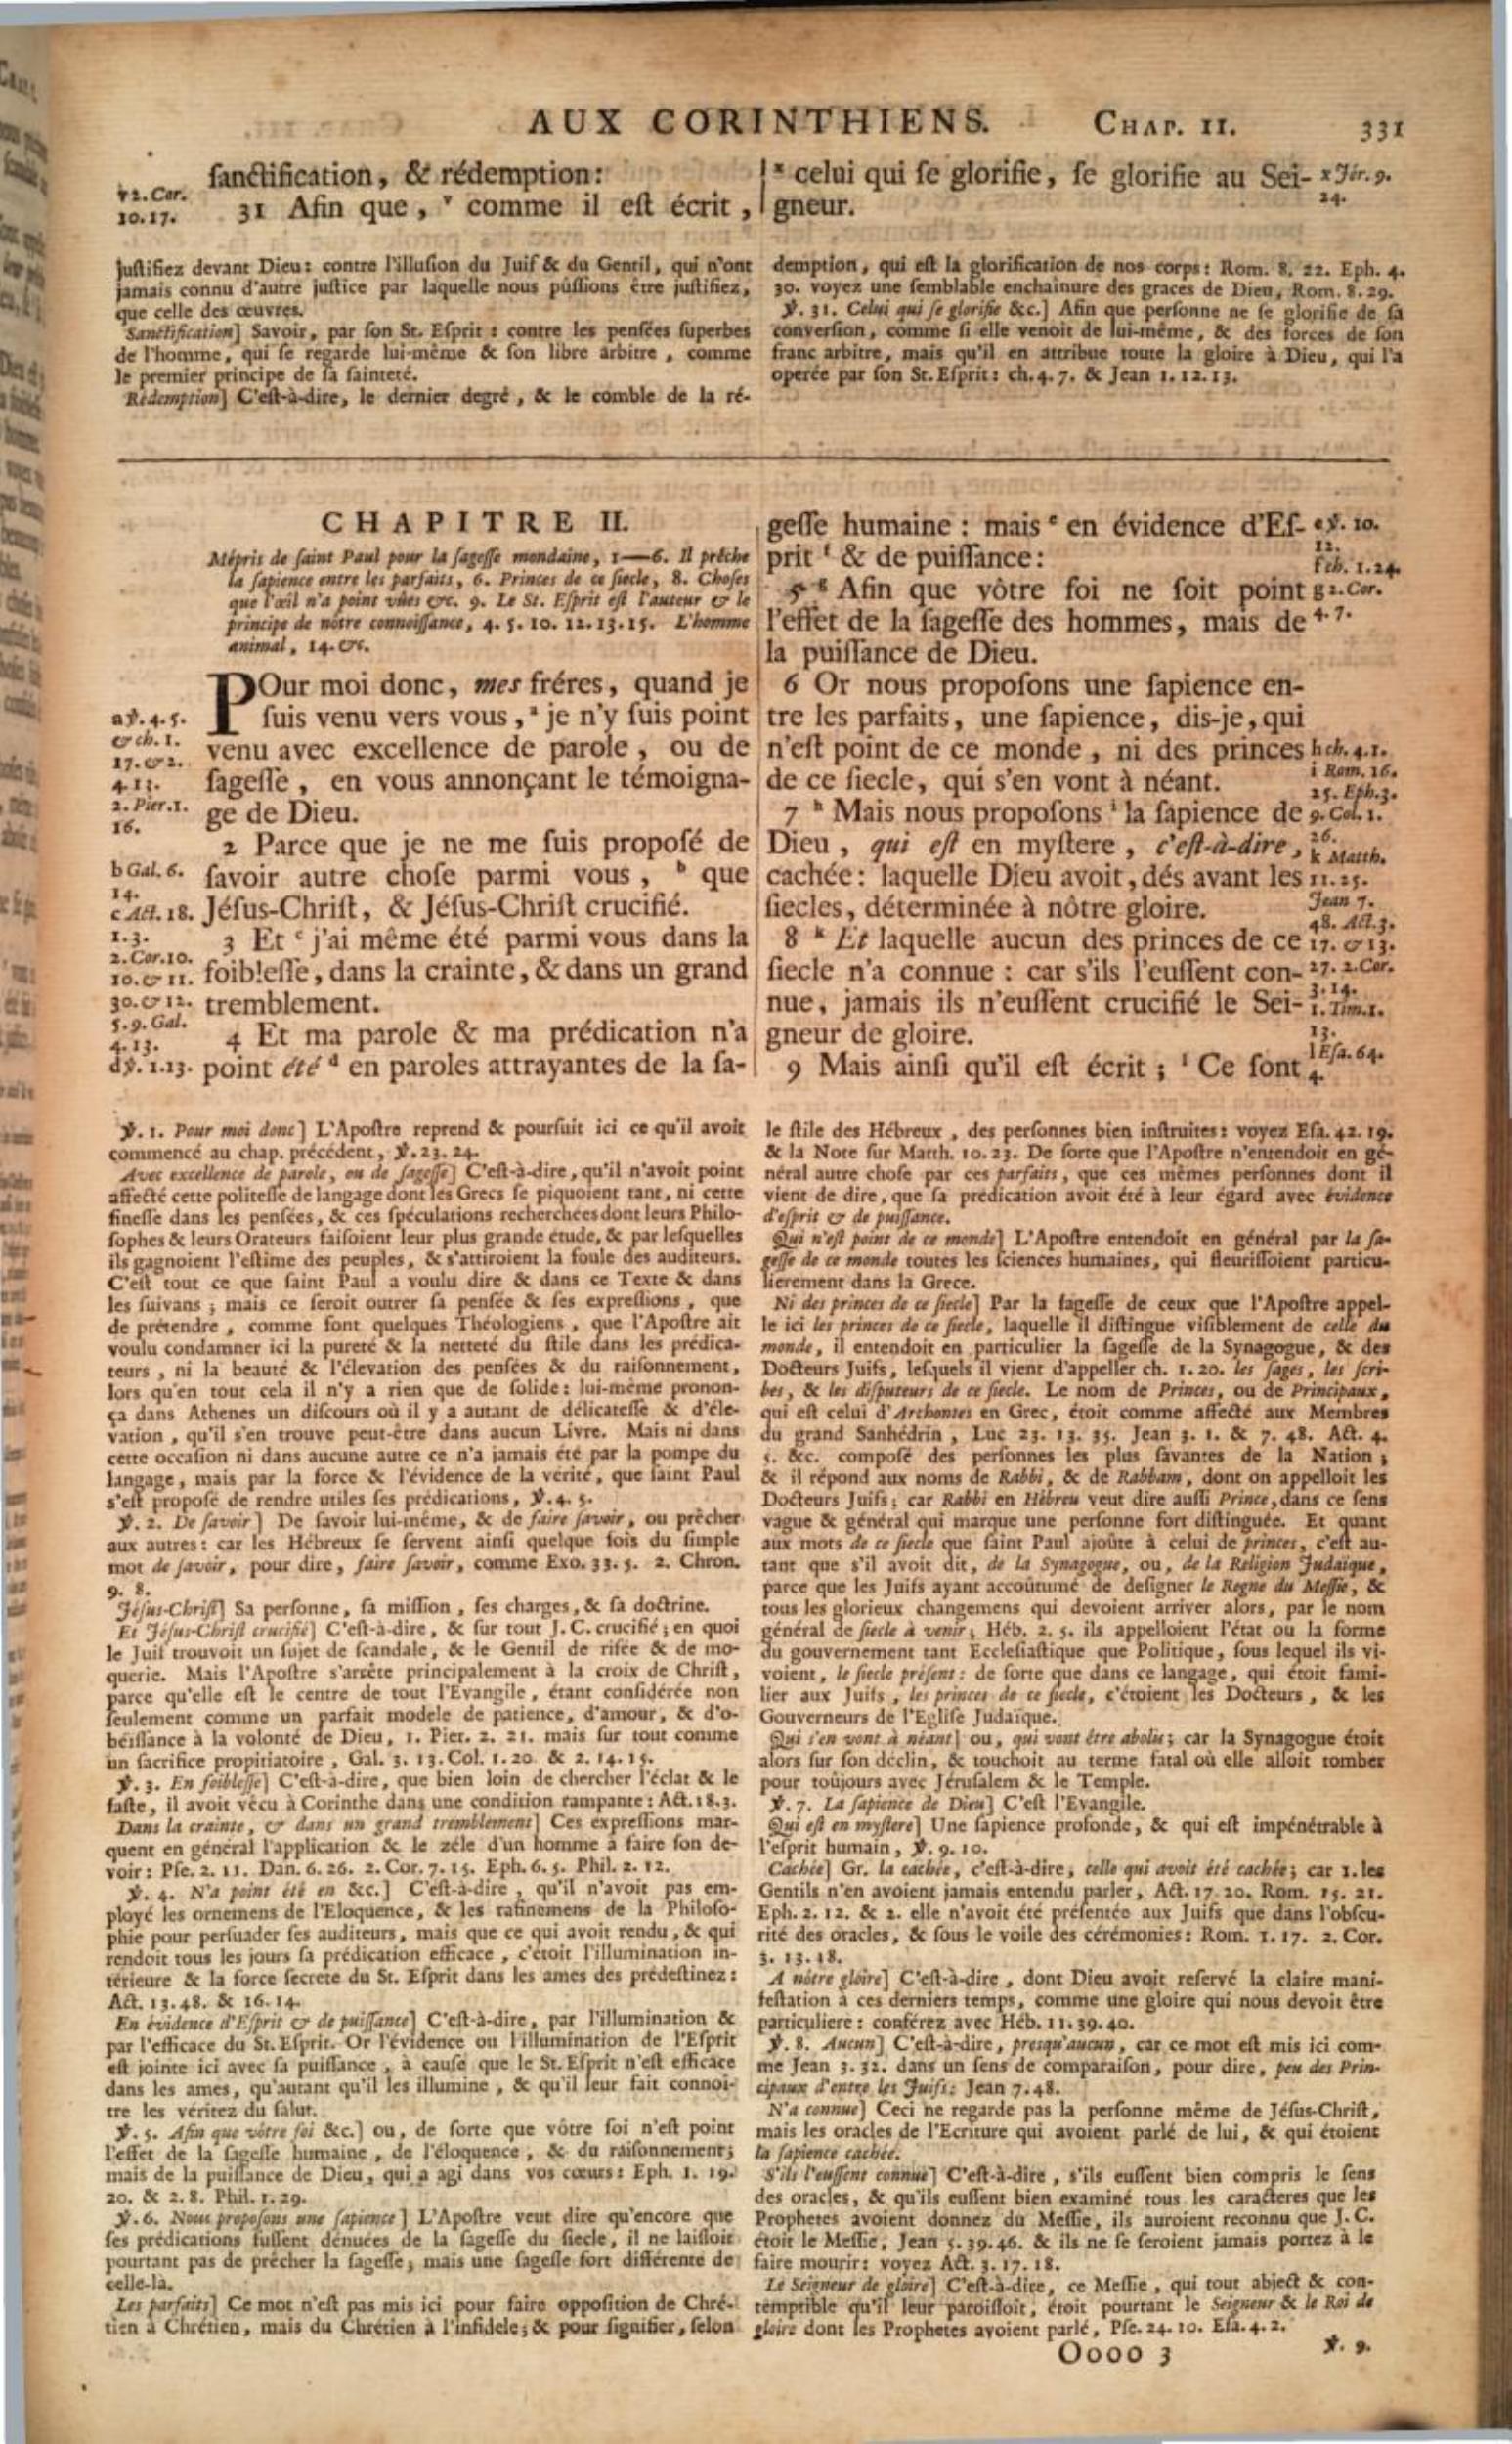 AUX CORINTHIENS. CHAP. II. 331
v 2. Cor.
10. 17.
sanctification, & rédemption:
31 Afin que, ᵛ comme il est écrit,
ˣ celui qui se glorifie, se glorifie au Sei-
gneur.
x Jér. 9.
24.
justifiez devant Dieu: contre l'illusion du Juif & du Gentil, qui n'ont
jamais connu d'autre justice par laquelle nous pûssions être justifiez,
que celle des œuvres.
Sanctification] Savoir, par son St. Esprit: contre les pensées superbes
de l'homme, qui se regarde lui-même & son libre arbitre, comme
le premier principe de sa sainteté.
Rédemption] C'est-à-dire, le dernier degré, & le comble de la ré-
demption, qui est la glorification de nos corps: Rom. 8. 22. Eph. 4.
30. voyez une semblable enchainure des graces de Dieu, Rom. 8. 29.
℣. 31. Celui qui se glorifie &c.] Afin que personne ne se glorifie de sa
conversion, comme si elle venoit de lui-même, & des forces de son
franc arbitre, mais qu'il en attribue toute la gloire à Dieu, qui l'a
operée par son St. Esprit: ch. 4. 7. & Jean 1. 12. 13.
CHAPITRE II.
Mépris de saint Paul pour la sagesse mondaine, 1—6. Il prêche
la sapience entre les parfaits, 6. Princes de ce siecle, 8. Choses
que l'œil n'a point vûes &c. 9. Le St. Esprit est l'auteur & le
principe de nôtre connoissance, 4. 5. 10. 12. 13. 15. L'homme
animal, 14. &c.
POur moi donc, mes fréres, quand je
suis venu vers vous, ᵃ je n'y suis point
venu avec excellence de parole, ou de
sagesse, en vous annonçant le témoigna-
ge de Dieu.
2 Parce que je ne me suis proposé de
savoir autre chose parmi vous, ᵇ que
Jésus-Christ, & Jésus-Christ crucifié.
3 Et ᶜ j'ai même été parmi vous dans la
foiblesse, dans la crainte, & dans un grand
tremblement.
4 Et ma parole & ma prédication n'a
point été ᵈ en paroles attrayantes de la sa-
a ℣. 4. 5.
& ch. 1.
17. & 2.
4. 13.
2. Pier. 1.
16.
b Gal. 6.
14.
c Act. 18.
1. 3.
2. Cor. 10.
10. & 11.
30. & 12.
5. 9. Gal.
4. 13.
d ℣. 1. 13.
gesse humaine: mais ᵉ en évidence d'Es-
prit ᶠ & de puissance:
5 ᵍ Afin que vôtre foi ne soit point
l'effet de la sagesse des hommes, mais de
la puissance de Dieu.
6 Or nous proposons une sapience en-
tre les parfaits, une sapience, dis-je, qui
n'est point de ce monde, ni des princes
de ce siecle, qui s'en vont à néant.
7 ʰ Mais nous proposons ⁱ la sapience de
Dieu, qui est en mystere, c'est-à-dire,
cachée: laquelle Dieu avoit, dés avant les
siecles, déterminée à nôtre gloire.
8 ᵏ Et laquelle aucun des princes de ce
siecle n'a connue: car s'ils l'eussent con-
nue, jamais ils n'eussent crucifié le Sei-
gneur de gloire.
9 Mais ainsi qu'il est écrit; ˡ Ce sont
e ℣. 10.
12.
f ch. 1. 24.
g 2. Cor.
4. 7.
h ch. 4. 1.
i Rom. 16.
25. Eph. 3.
9. Col. 1.
26.
k Matth.
11. 25.
Jean 7.
48. Act. 3.
17. & 13.
27. 2. Cor.
3. 14.
1. Tim. 1.
13.
l Esa. 64.
4.
℣. 1. Pour moi donc] L'Apostre reprend & poursuit ici ce qu'il avoit
commencé au chap. précédent, ℣. 23. 24.
Avec excellence de parole, ou de sagesse] C'est-à-dire, qu'il n'avoit point
affecté cette politesse de langage dont les Grecs se piquoient tant, ni cette
finesse dans les pensées, & ces spéculations recherchées dont leurs Philo-
sophes & leurs Orateurs faisoient leur plus grande étude, & par lesquelles
ils gagnoient l'estime des peuples, & s'attiroient la foule des auditeurs.
C'est tout ce que saint Paul a voulu dire & dans ce Texte & dans
les suivans; mais ce seroit outrer sa pensée & ses expressions, que
de prétendre, comme font quelques Théologiens, que l'Apostre ait
voulu condamner ici la pureté & la netteté du stile dans les prédica-
teurs, ni la beauté & l'élevation des pensées & du raisonnement,
lors qu'en tout cela il n'y a rien que de solide: lui-même pronon-
ça dans Athenes un discours où il y a autant de délicatesse & d'éle-
vation, qu'il s'en trouve peut-être dans aucun Livre. Mais ni dans
cette occasion ni dans aucune autre ce n'a jamais été par la pompe du
langage, mais par la force & l'évidence de la vérité, que saint Paul
s'est proposé de rendre utiles ses prédications, ℣. 4. 5.
℣. 2. De savoir] De savoir lui-même, & de faire savoir, ou prêcher
aux autres: car les Hébreux se servent ainsi quelque fois du simple
mot de savoir, pour dire, faire savoir, comme Exo. 33. 5. 2. Chron.
9. 8.
Jésus-Christ] Sa personne, sa mission, ses charges, & sa doctrine.
Et Jésus-Christ crucifié] C'est-à-dire, & sur tout J. C. crucifié; en quoi
le Juif trouvoit un sujet de scandale, & le Gentil de risée & de mo-
querie. Mais l'Apostre s'arrête principalement à la croix de Christ,
parce qu'elle est le centre de tout l'Evangile, étant considérée non
seulement comme un parfait modele de patience, d'amour, & d'o-
béissance à la volonté de Dieu, 1. Pier. 2. 21. mais sur tout comme
un sacrifice propitiatoire, Gal. 3. 13. Col. 1. 20. & 2. 14. 15.
℣. 3. En foiblesse] C'est-à-dire, que bien loin de chercher l'éclat & le
faste, il avoit vécu à Corinthe dans une condition rampante: Act. 18. 3.
Dans la crainte, & dans un grand tremblement] Ces expressions mar-
quent en général l'application & le zéle d'un homme à faire son de-
voir: Pse. 2. 11. Dan. 6. 26. 2. Cor. 7. 15. Eph. 6. 5. Phil. 2. 12.
℣. 4. N'a point été en &c.] C'est-à-dire, qu'il n'avoit pas em-
ployé les ornemens de l'Eloquence, & les rafinemens de la Philoso-
phie pour persuader ses auditeurs, mais que ce qui avoit rendu, & qui
rendoit tous les jours sa prédication efficace, c'étoit l'illumination in-
térieure & la force secrete du St. Esprit dans les ames des prédestinez:
Act. 13. 48. & 16. 14.
En évidence d'Esprit & de puissance] C'est-à-dire, par l'illumination &
par l'efficace du St. Esprit. Or l'évidence ou l'illumination de l'Esprit
est jointe ici avec sa puissance, à cause que le St. Esprit n'est efficace
dans les ames, qu'autant qu'il les illumine, & qu'il leur fait connoi-
tre les véritez du salut.
℣. 5. Afin que vôtre foi &c.] ou, de sorte que vôtre foi n'est point
l'effet de la sagesse humaine, de l'éloquence, & du raisonnement;
mais de la puissance de Dieu, qui a agi dans vos cœurs: Eph. 1. 19.
20. & 2. 8. Phil. 1. 29.
℣. 6. Nous proposons une sapience] L'Apostre veut dire qu'encore que
ses prédications fussent dénuées de la sagesse du siecle, il ne laissoit
pourtant pas de prêcher la sagesse; mais une sagesse fort différente de
celle-là.
Les parfaits] Ce mot n'est pas mis ici pour faire opposition de Chré-
tien à Chrétien, mais du Chrétien à l'infidele; & pour signifier, selon
le stile des Hébreux, des personnes bien instruites: voyez Esa. 42. 19.
& la Note sur Matth. 10. 23. De sorte que l'Apostre n'entendoit en gé-
néral autre chose par ces parfaits, que ces mêmes personnes dont il
vient de dire, que sa prédication avoit été à leur égard avec évidence
d'esprit & de puissance.
Qui n'est point de ce monde] L'Apostre entendoit en général par la sa-
gesse de ce monde toutes les sciences humaines, qui fleurissoient particu-
lierement dans la Grece.
Ni des princes de ce siecle] Par la sagesse de ceux que l'Apostre appel-
le ici les princes de ce siecle, laquelle il distingue visiblement de celle du
monde, il entendoit en particulier la sagesse de la Synagogue, & des
Docteurs Juifs, lesquels il vient d'appeller ch. 1. 20. les sages, les scri-
bes, & les disputeurs de ce siecle. Le nom de Princes, ou de Principaux,
qui est celui d'Archontes en Grec, étoit comme affecté aux Membres
du grand Sanhédrin, Luc 23. 13. 35. Jean 3. 1. & 7. 48. Act. 4.
5. &c. composé des personnes les plus savantes de la Nation;
& il répond aux noms de Rabbi, & de Rabbam, dont on appelloit les
Docteurs Juifs; car Rabbi en Hébreu veut dire aussi Prince, dans ce sens
vague & général qui marque une personne fort distinguée. Et quant
aux mots de ce siecle que saint Paul ajoûte à celui de princes, c'est au-
tant que s'il avoit dit, de la Synagogue, ou, de la Religion Judaïque,
parce que les Juifs ayant accoûtumé de designer le Regne du Messie, &
tous les glorieux changemens qui devoient arriver alors, par le nom
général de siecle à venir; Héb. 2. 5. ils appelloient l'état ou la forme
du gouvernement tant Ecclesiastique que Politique, sous lequel ils vi-
voient, le siecle présent: de sorte que dans ce langage, qui étoit fami-
lier aux Juifs, les princes de ce siecle, c'étoient les Docteurs, & les
Gouverneurs de l'Eglise Judaïque.
Qui s'en vont à néant] ou, qui vont être abolis; car la Synagogue étoit
alors sur son déclin, & touchoit au terme fatal où elle alloit tomber
pour toûjours avec Jérusalem & le Temple.
℣. 7. La sapience de Dieu] C'est l'Evangile.
Qui est en mystere] Une sapience profonde, & qui est impénétrable à
l'esprit humain, ℣. 9. 10.
Cachée] Gr. la cachée, c'est-à-dire, celle qui avoit été cachée; car 1. les
Gentils n'en avoient jamais entendu parler, Act. 17. 20. Rom. 15. 21.
Eph. 2. 12. & 2. elle n'avoit été présentée aux Juifs que dans l'obscu-
rité des oracles, & sous le voile des cérémonies: Rom. 1. 17. 2. Cor.
3. 13. 18.
A nôtre gloire] C'est-à-dire, dont Dieu avoit reservé la claire mani-
festation à ces derniers temps, comme une gloire qui nous devoit être
particuliere: conférez avec Héb. 11. 39. 40.
℣. 8. Aucun] C'est-à-dire, presqu'aucun, car ce mot est mis ici com-
me Jean 3. 32. dans un sens de comparaison, pour dire, peu des Prin-
cipaux d'entre les Juifs: Jean 7. 48.
N'a connue] Ceci ne regarde pas la personne même de Jésus-Christ,
mais les oracles de l'Ecriture qui avoient parlé de lui, & qui étoient
la sapience cachée.
S'ils l'eussent connue] C'est-à-dire, s'ils eussent bien compris le sens
des oracles, & qu'ils eussent bien examiné tous les caracteres que les
Prophetes avoient donnez du Messie, ils auroient reconnu que J. C.
étoit le Messie; Jean 5. 39. 46. & ils ne se seroient jamais portez à le
faire mourir: voyez Act. 3. 17. 18.
Le Seigneur de gloire] C'est-à-dire, ce Messie, qui tout abject & con-
temptible qu'il leur paroissoit, étoit pourtant le Seigneur & le Roi de
gloire dont les Prophetes avoient parlé, Pse. 24. 10. Esa. 4. 2.
Oooo 3
℣. 9.